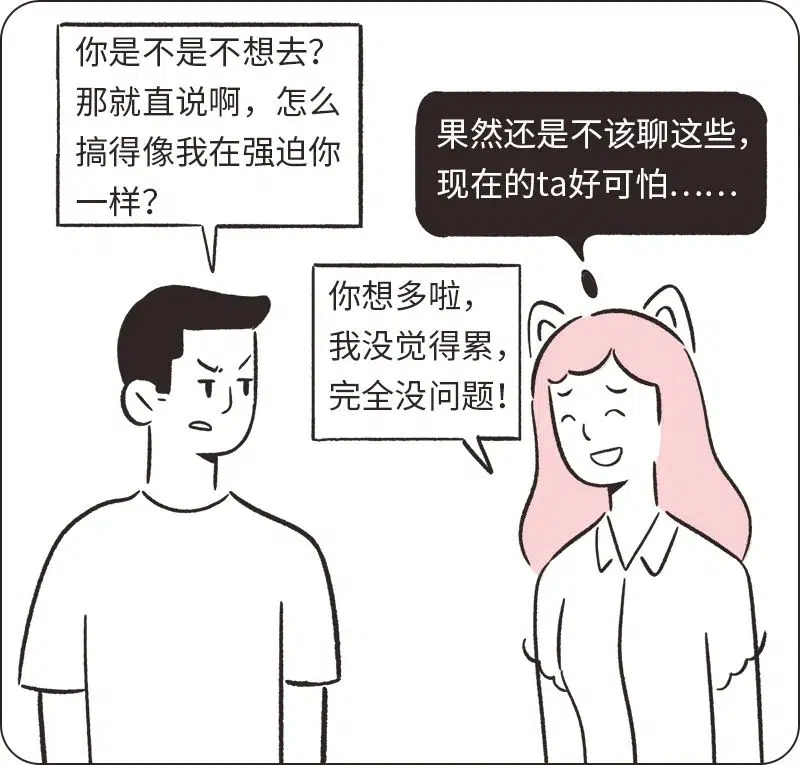 你是不是不想去？
那就直说啊，怎么
搞得像我在强迫你
一样？
果然还是不该聊这些，
现在的ta好可怕……
你想多啦，
我没觉得累，
完全没问题！